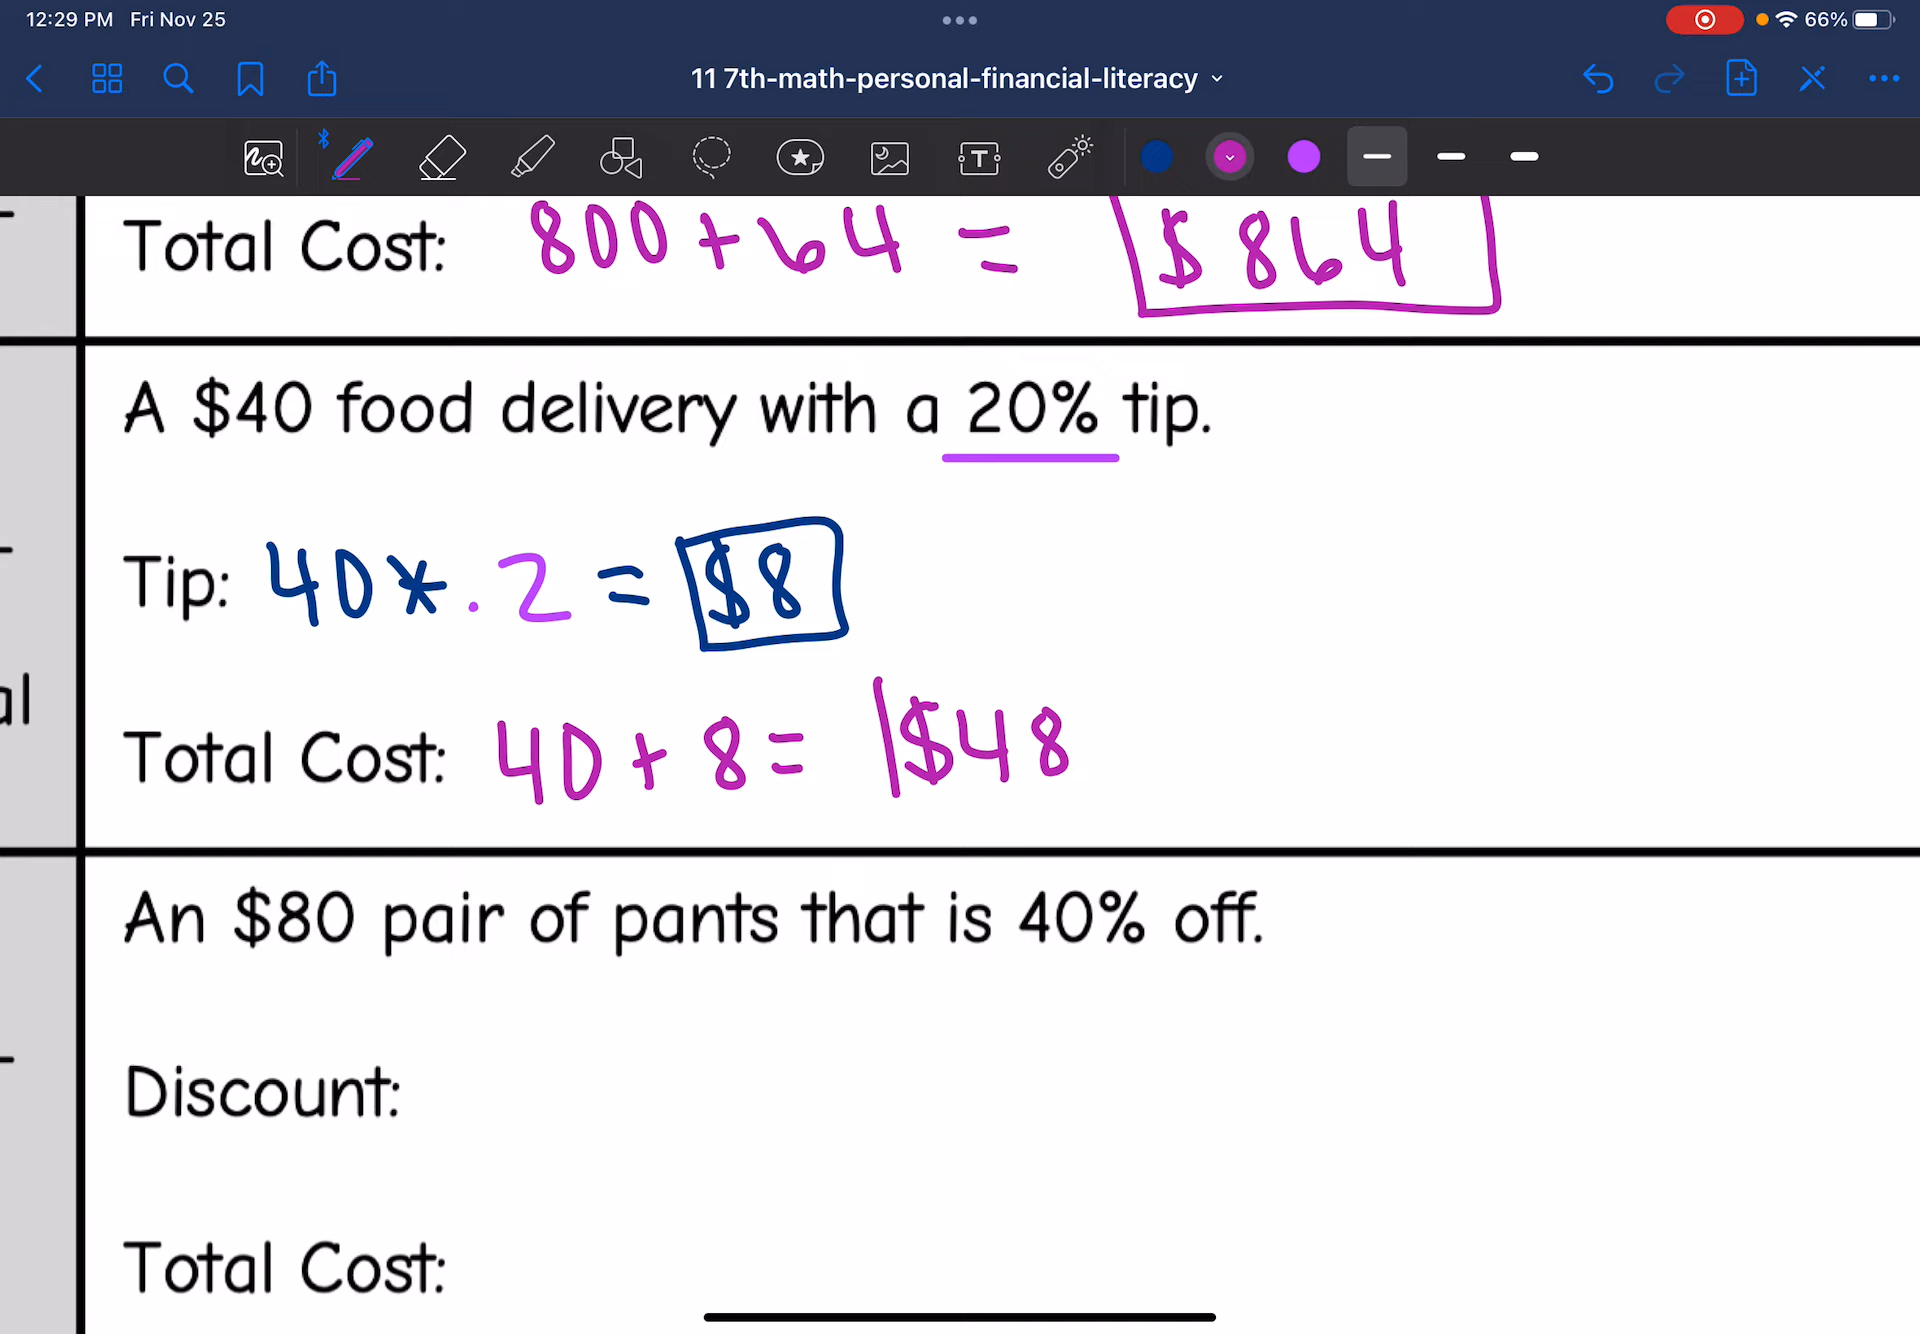 12:29 PM Fri Nov 25
66%
11 7th-math-personal-financial-literacy
T
Total Cost: 800 + 64 = $864
A $40 food delivery with a 20% tip.
Tip: 40 * .2 = $8
al
Total Cost: 40 + 8 = $48
An $80 pair of pants that is 40% off.
Discount:
Total Cost: